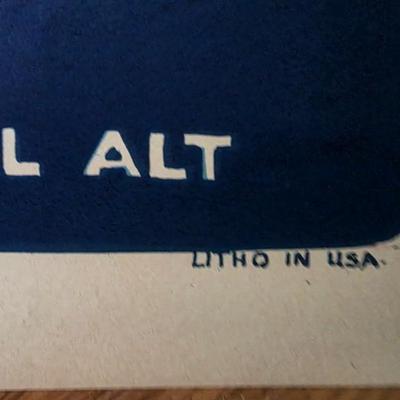 L ALT
LITHO IN USA.